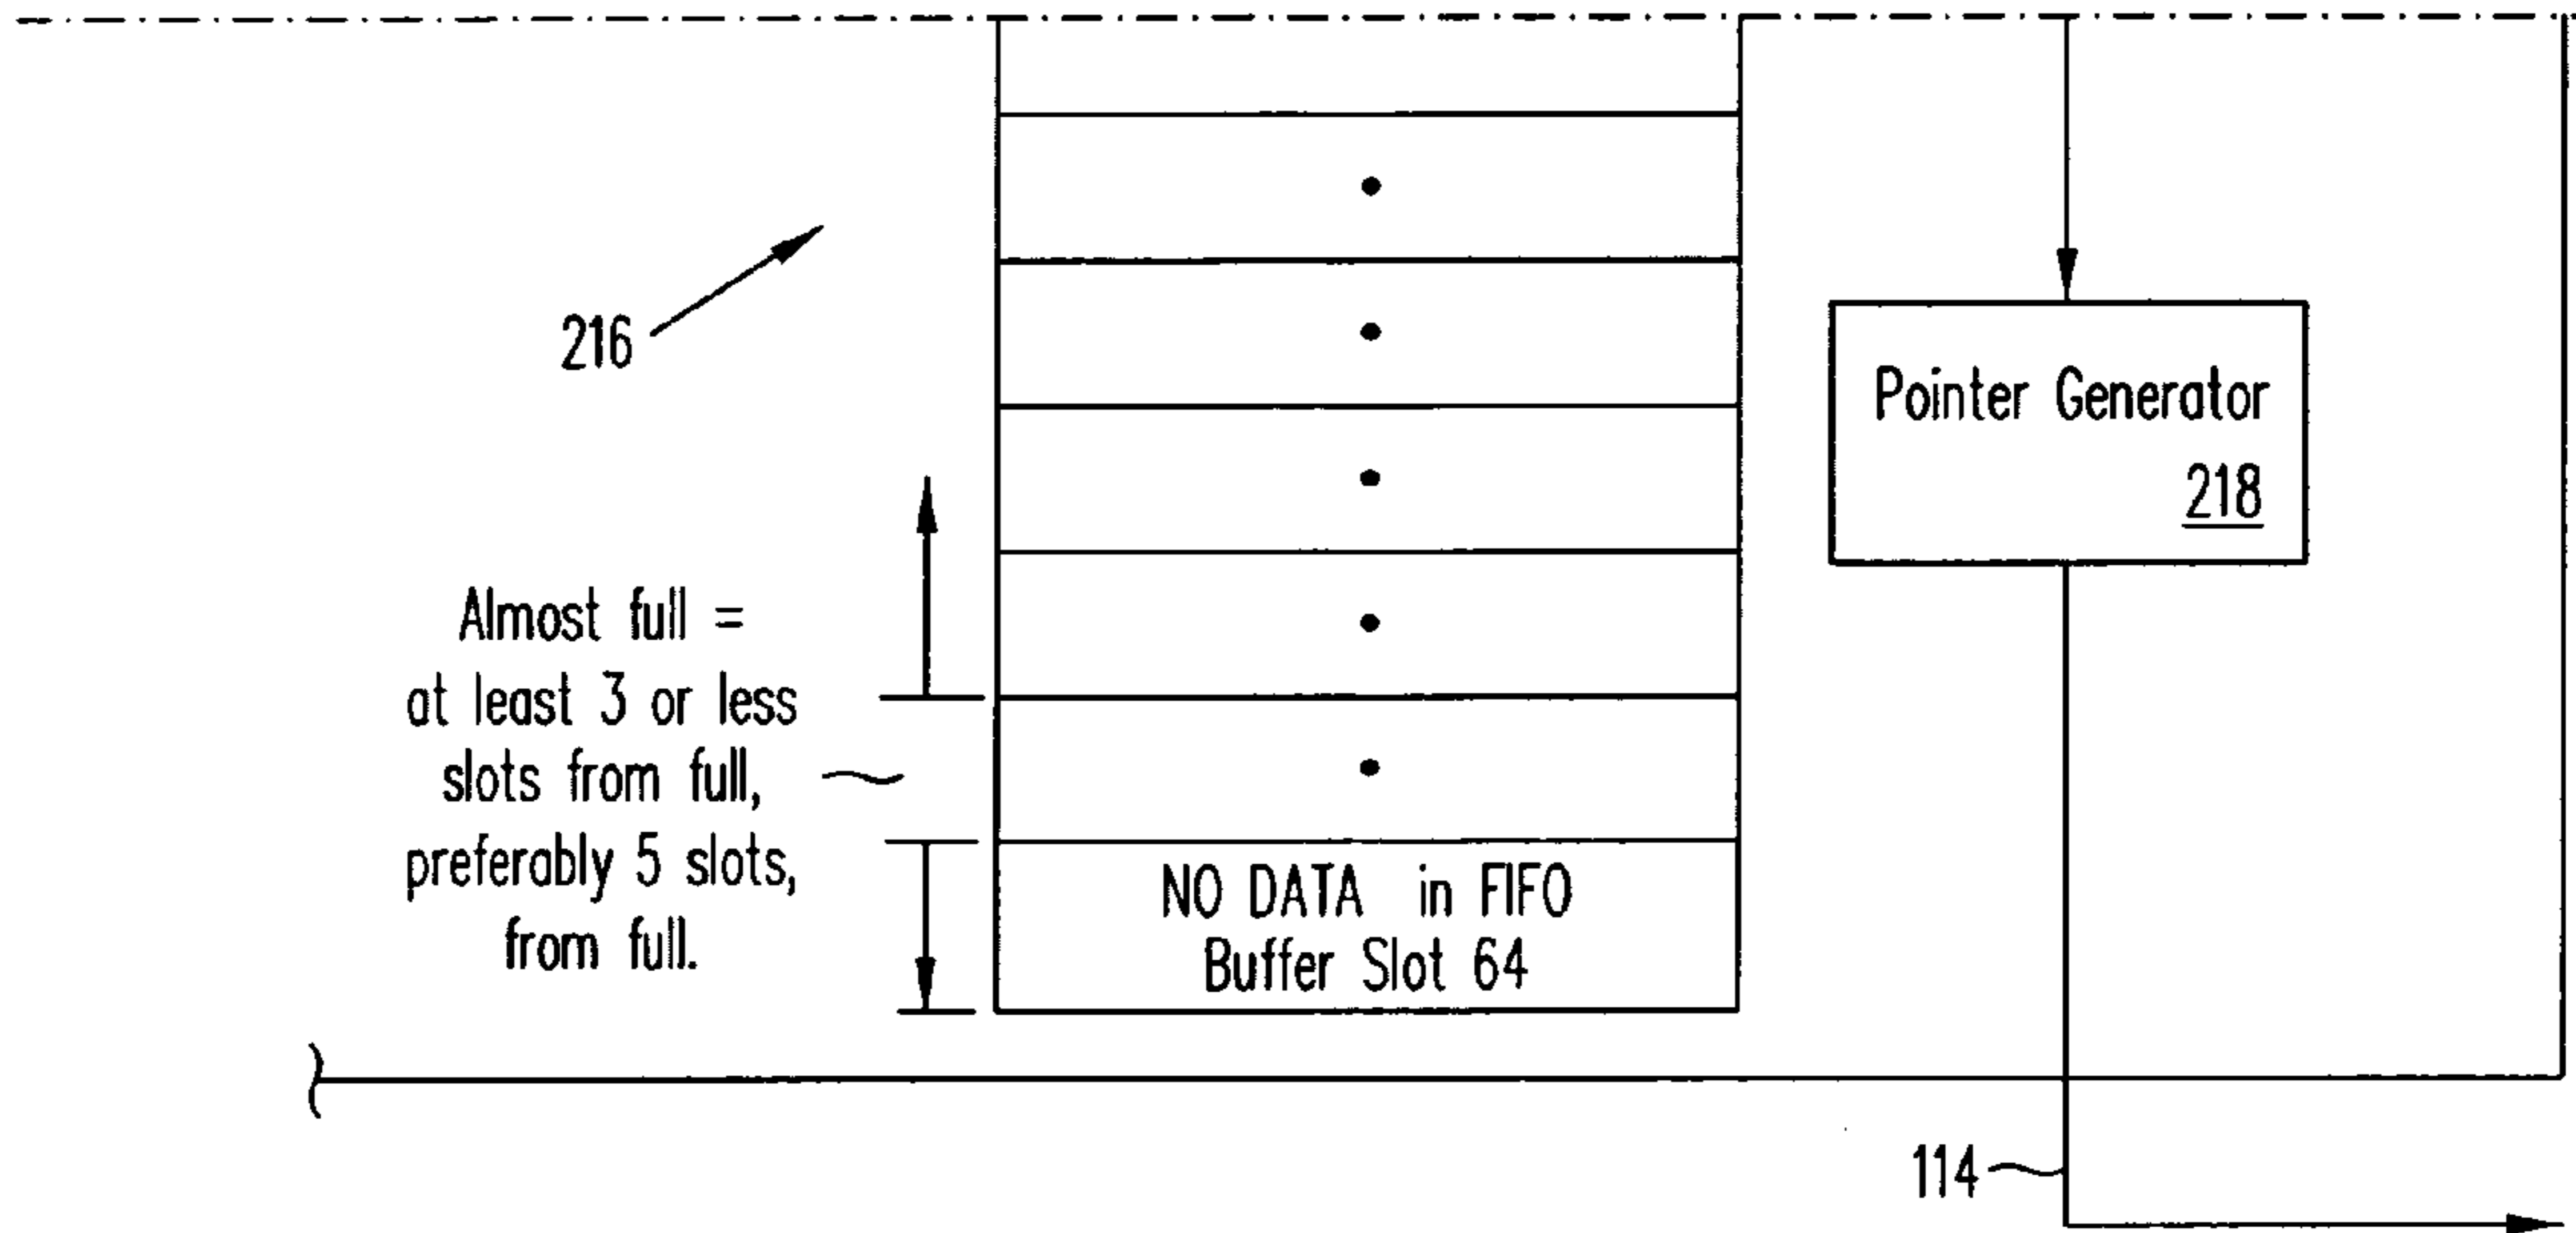 216
Pointer Generator
218
Almost full =
at least 3 or less
slots from full,
preferably 5 slots,
from full.
NO DATA in FIFO
Buffer Slot 64
114